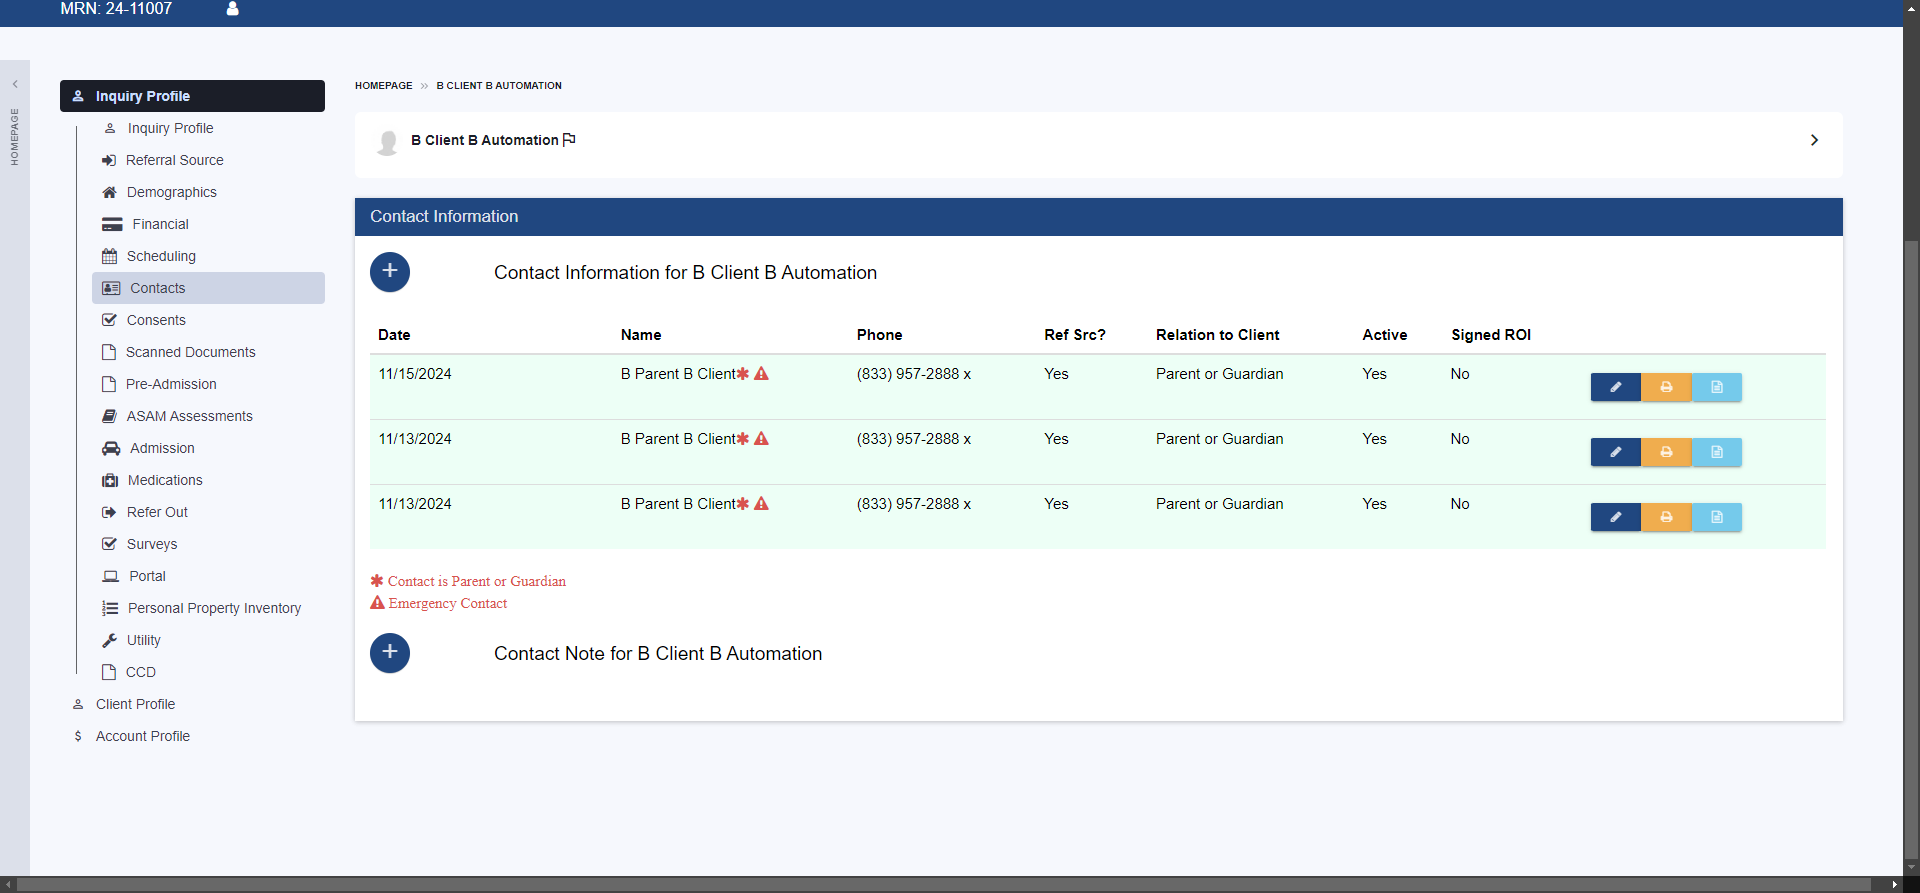 MRN: 24-11007
HOMEPAGE
Inquiry Profile
Inquiry Profile
Referral Source
Demographics
Financial
Scheduling
Contacts
Consents
Scanned Documents
Pre-Admission
ASAM Assessments
Admission
Medications
Refer Out
Surveys
Portal
Personal Property Inventory
Utility
CCD
Client Profile
$ Account Profile
HOMEPAGE » B CLIENT B AUTOMATION
B Client B Automation
Contact Information
+ Contact Information for B Client B Automation
Date Name Phone Ref Src? Relation to Client Active Signed ROI
11/15/2024 B Parent B Client (833) 957-2888 x Yes Parent or Guardian Yes No
11/13/2024 B Parent B Client (833) 957-2888 x Yes Parent or Guardian Yes No
11/13/2024 B Parent B Client (833) 957-2888 x Yes Parent or Guardian Yes No
Contact is Parent or Guardian
Emergency Contact
+ Contact Note for B Client B Automation